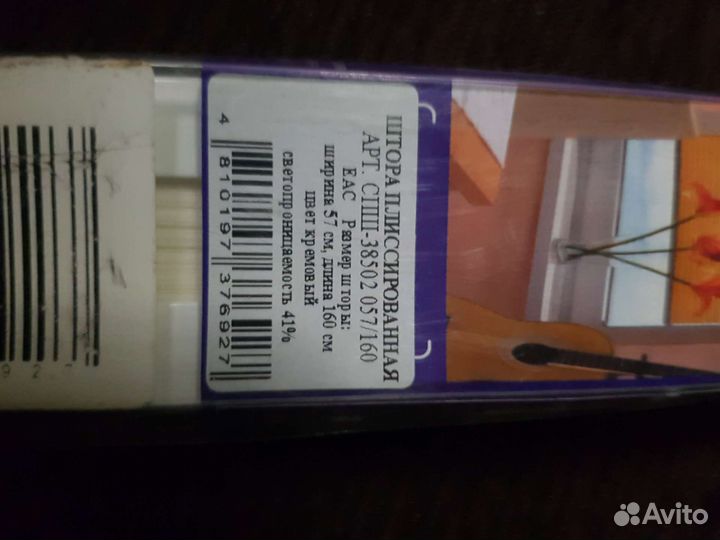 ШТОРА ПЛИССИРОВАННАЯ
АРТ. СПШ-38502 057/160
ЕАС Размер шторы:
ширина 57 см, длина 160 см
цвет кремовый
светопроницаемость 41%
4 810197 376927
Avito